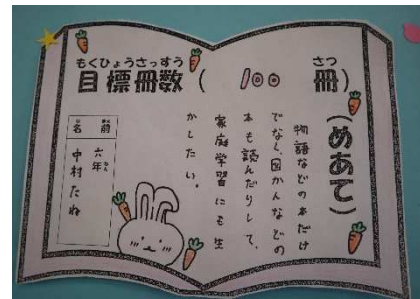 もくひょうさっすう さつ
目標冊数( 100 冊)
(めあて)
物語などの本だけ
でなく、図かんなどの
本も読んだりして、
家庭学習にも生
かしたい。
名前
六年
中村たね